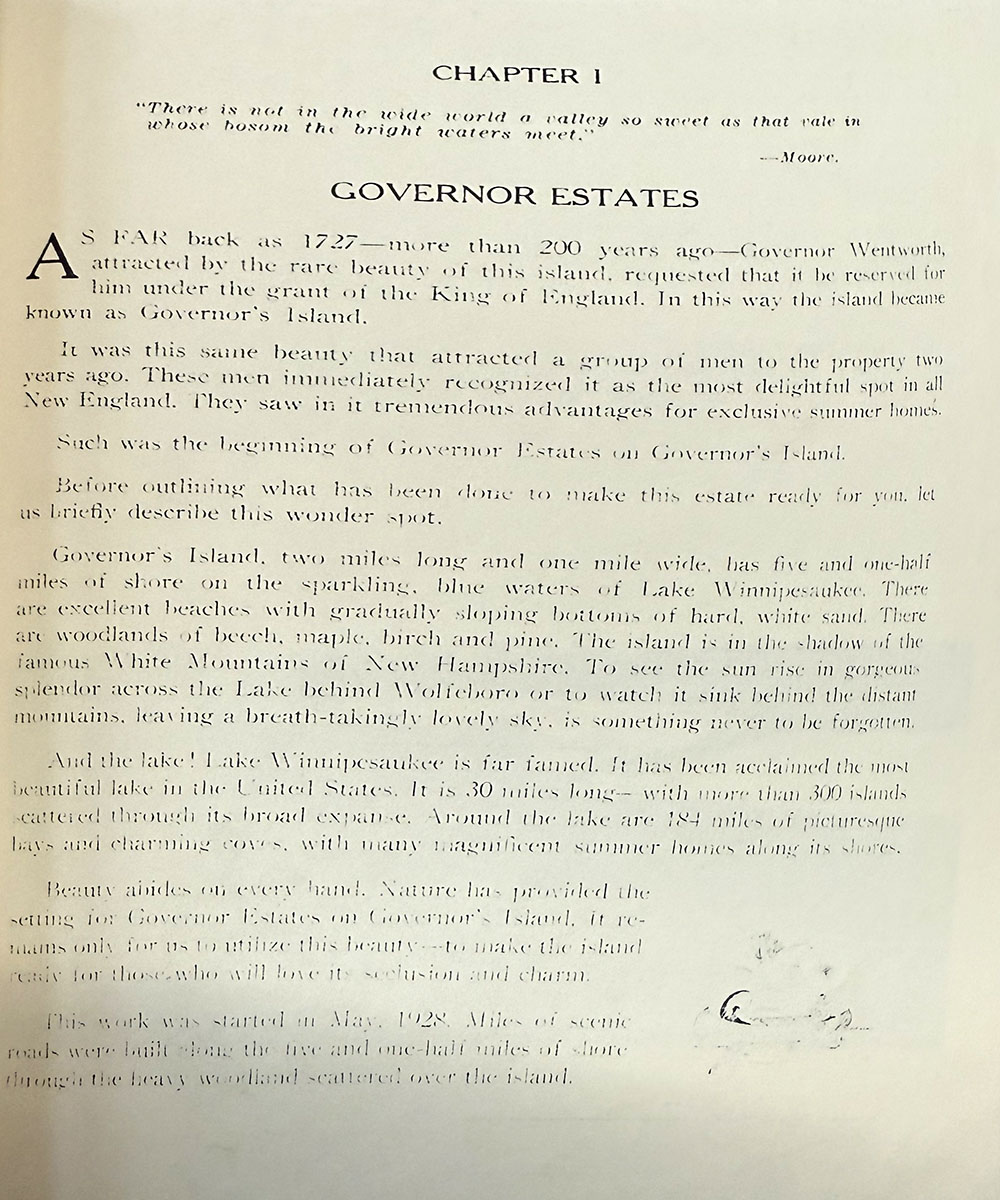 CHAPTER I
"There is not in the wide world a valley so sweet as that vale in
whose bosom the bright waters meet."
—Moore.
GOVERNOR ESTATES
AS FAR back as 1727—more than 200 years ago—Governor Wentworth,
attracted by the rare beauty of this island, requested that it be reserved for
him under the grant of the King of England. In this way the island became
known as Governor's Island.
It was this same beauty that attracted a group of men to the property two
years ago. These men immediately recognized it as the most delightful spot in all
New England. They saw in it tremendous advantages for exclusive summer homes.
Such was the beginning of Governor Estates on Governor's Island.
Before outlining what has been done to make this estate ready for you, let
us briefly describe this wonder spot.
Governor's Island, two miles long and one mile wide, has five and one-half
miles of shore on the sparkling, blue waters of Lake Winnipesaukee. There
are excellent beaches with gradually sloping bottoms of hard, white sand. There
are woodlands of beech, maple, birch and pine. The island is in the shadow of the
famous White Mountains of New Hampshire. To see the sun rise in gorgeous
splendor across the Lake behind Wolfeboro or to watch it sink behind the distant
mountains, leaving a breath-takingly lovely sky, is something never to be forgotten.
And the lake! Lake Winnipesaukee is far famed. It has been acclaimed the most
beautiful lake in the United States. It is 30 miles long—with more than 300 islands
scattered through its broad expanse. Around the lake are 184 miles of picturesque
bays and charming coves, with many magnificent summer homes along its shores.
Beauty abides on every hand. Nature has provided the
setting for Governor Estates on Governor's Island, it re-
mains only for us to utilize this beauty—to make the island
ready for those who will love its seclusion and charm.
This work was started in May, 1928. Miles of scenic
roads were built along the five and one-half miles of shore
through the heavy woodland scattered over the island.